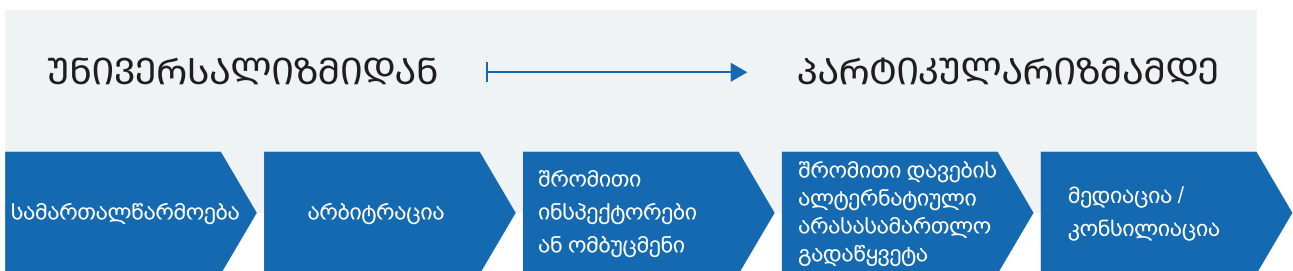 უნივერსალიზმიდან
პარტიკულარიზმამდე
სამართალწარმოება
არბიტრაცია
შრომითი
ინსპექტორები
ან ომბუცმენი
შრომითი დავების
ალტერნატიული
არასასამართლო
გადაწყვეტა
მედიაცია /
კონსილიაცია